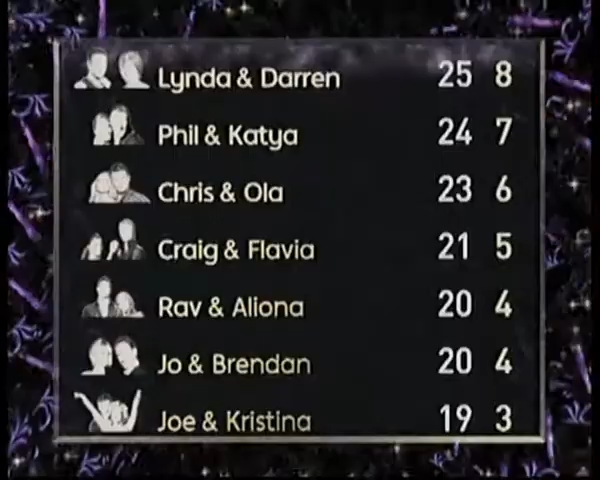 Lynda & Darren 25 8
Phil & Katya 24 7
Chris & Ola 23 6
Craig & Flavia 21 5
Rav & Aliona 20 4
Jo & Brendan 20 4
Joe & Kristina 19 3